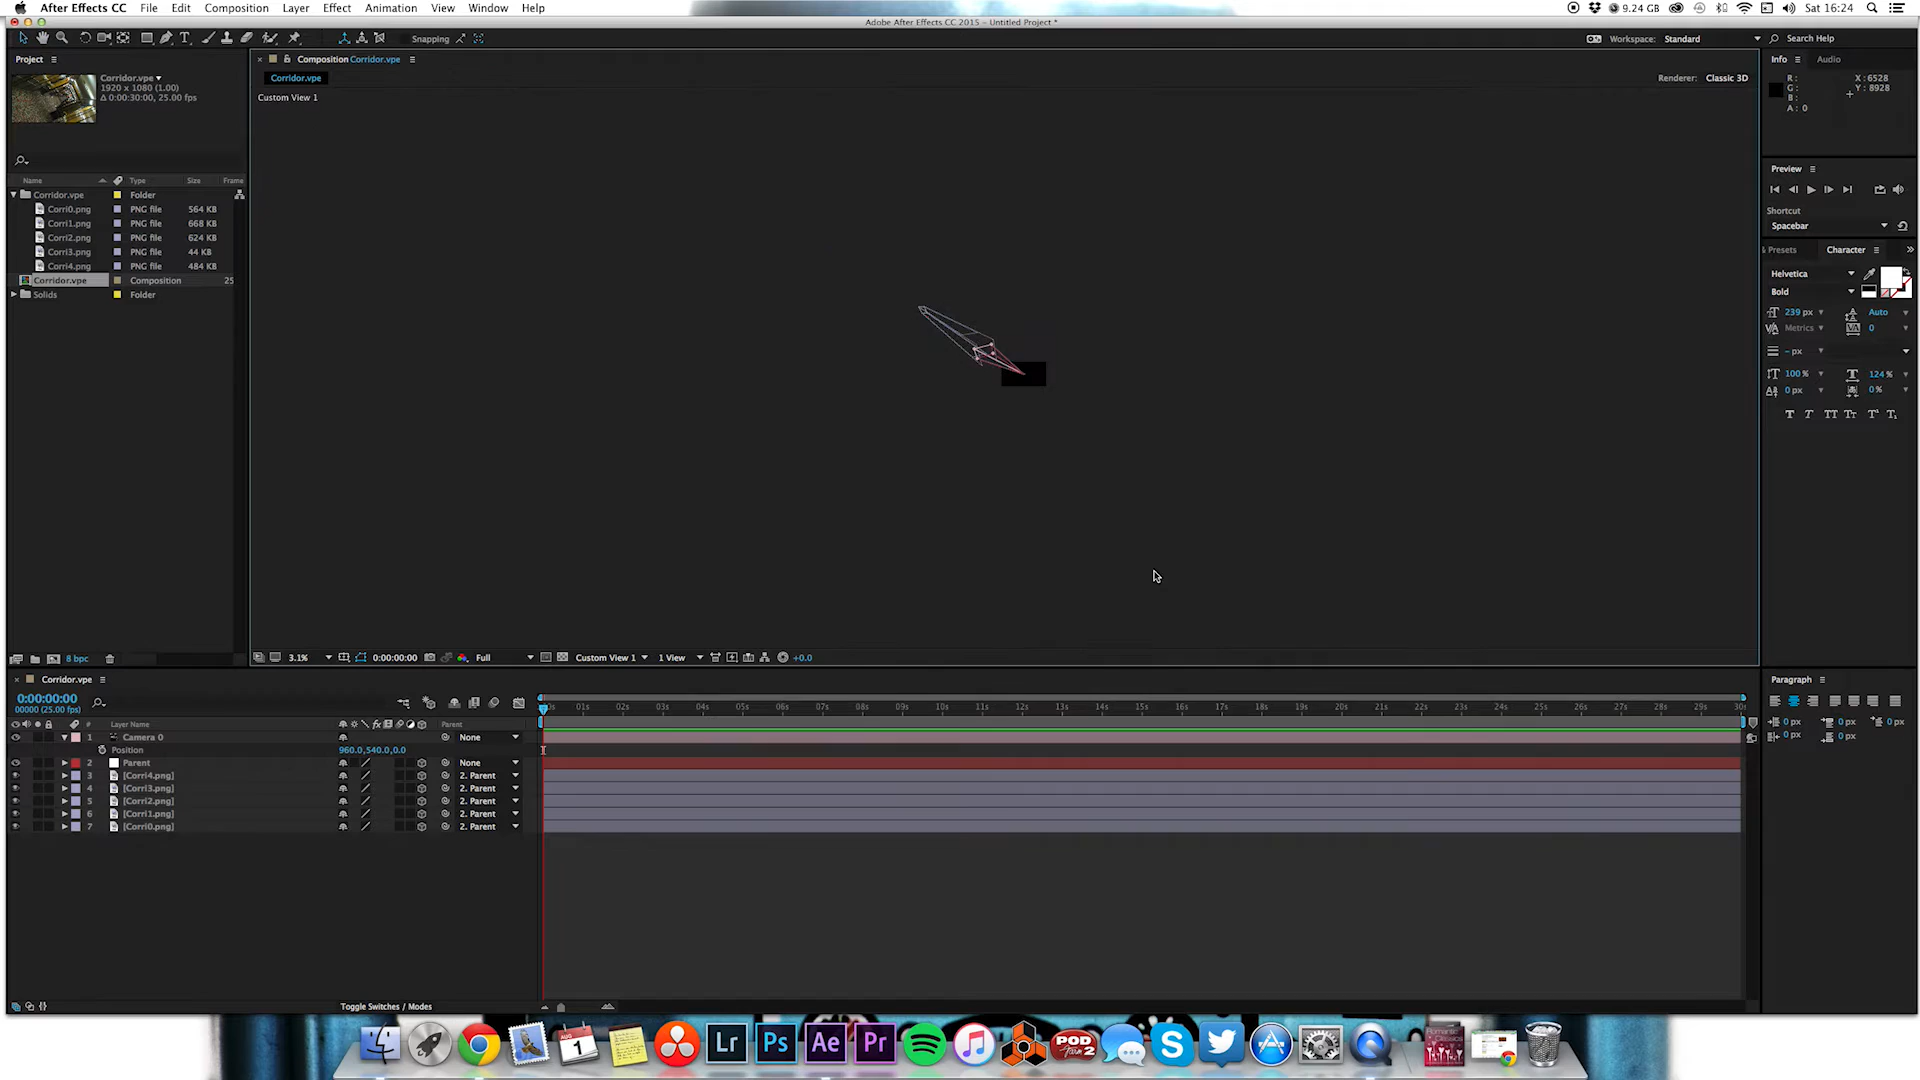 After Effects CC File Edit Composition Layer Effect Animation View Window Help 9.24 GB Sat 16:24
Adobe After Effects CC 2015 - Untitled Project *
Snapping Workspace: Standard Search Help
Project Composition Corridor.vpe Info Audio
Corridor.vpe
1920 x 1080 (1.00)
Δ 0:00:30:00, 25.00 fps
Corridor.vpe Renderer: Classic 3D
Custom View 1
R: X: 6528
G: Y: 8928
B:
A: 0
Preview
Shortcut
Spacebar
Name Type Size Frame
Corridor.vpe Folder
Corri0.png PNG file 564 KB
Corri1.png PNG file 668 KB
Corri2.png PNG file 624 KB
Corri3.png PNG file 44 KB
Corri4.png PNG file 484 KB
Corridor.vpe Composition 25
Solids Folder
& Presets Character
Helvetica
Bold
239 px Auto
Metrics 0
- px
100 % 124 %
0 px 0 %
T T TT Tт T¹ T₁
8 bpc 3.1% 0:00:00:00 Full Custom View 1 1 View +0.0
Corridor.vpe Paragraph
0:00:00:00
00000 (25.00 fps)
02s 03s 04s 05s 06s 07s 08s 09s 10s 11s 12s 13s 14s 15s 16s 17s 18s 19s 20s 21s 22s 23s 24s 25s 26s 27s 28s 29s 30s
0 px 0 px 0 px
0 px 0 px
# Layer Name Parent
1 Camera 0 None
Position 960.0,540.0,0.0
2 Parent None
3 [Corri4.png] 2. Parent
4 [Corri3.png] 2. Parent
5 [Corri2.png] 2. Parent
6 [Corri1.png] 2. Parent
7 [Corri0.png] 2. Parent
Toggle Switches / Modes
1 Lr Ps Ae Pr POD Farm 2 S